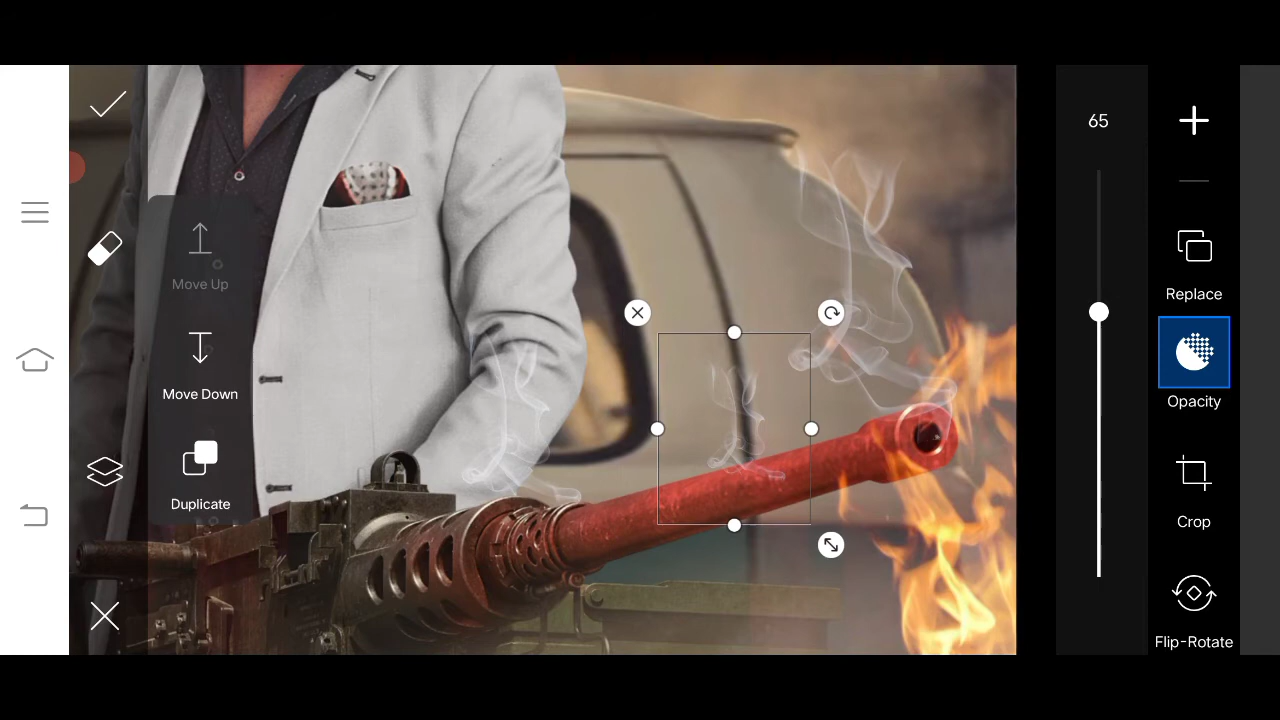 65
Move Up
Replace
Move Down
Opacity
Duplicate
Crop
Flip-Rotate